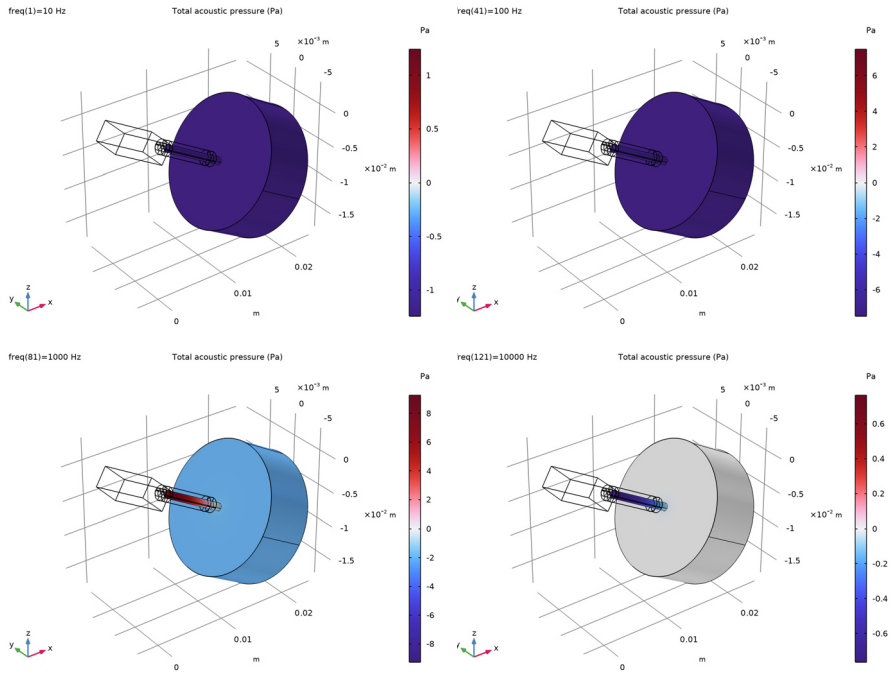 freq(1)=10 Hz Total acoustic pressure (Pa)
Pa
×10⁻³ m
5
0
-5
1
0.5
0
-0.5
-1
0
-0.5
×10⁻² m
-1
-1.5
0.02
0.01
m
0
y z x
freq(41)=100 Hz Total acoustic pressure (Pa)
Pa
×10⁻³ m
5
0
-5
6
4
2
0
-2
-4
-6
0
-0.5
×10⁻² m
-1
-1.5
0.02
0.01
m
0
z x
freq(81)=1000 Hz Total acoustic pressure (Pa)
Pa
×10⁻³ m
5
0
-5
8
6
4
2
0
-2
-4
-6
-8
0
-0.5
×10⁻² m
-1
-1.5
0.02
0.01
m
0
y z x
freq(121)=10000 Hz Total acoustic pressure (Pa)
Pa
×10⁻³ m
5
0
-5
0.6
0.4
0.2
0
-0.2
-0.4
-0.6
0
-0.5
×10⁻² m
-1
-1.5
0.02
0.01
m
0
z x